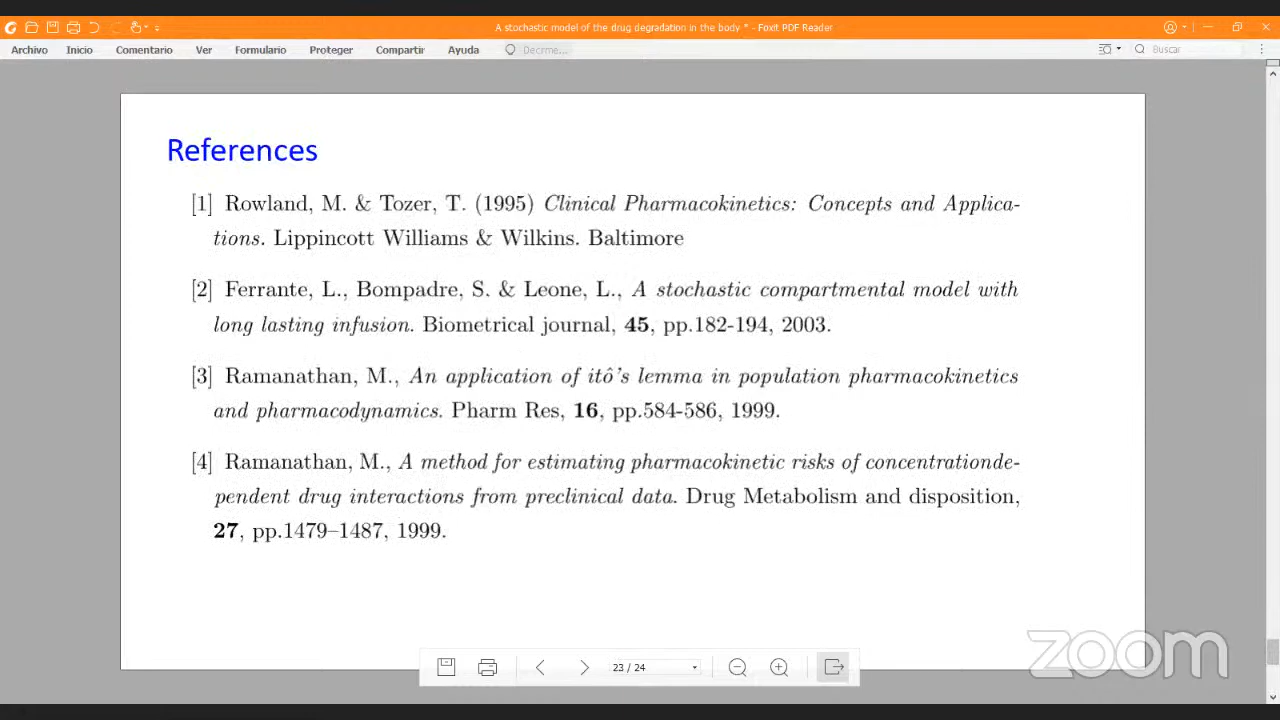 A stochastic model of the drug degradation in the body * - Foxit PDF Reader
Archivo Inicio Comentario Ver Formulario Proteger Compartir Ayuda Decrme... Buscar
References
[1] Rowland, M. & Tozer, T. (1995) Clinical Pharmacokinetics: Concepts and Applica-
tions. Lippincott Williams & Wilkins. Baltimore
[2] Ferrante, L., Bompadre, S. & Leone, L., A stochastic compartmental model with
long lasting infusion. Biometrical journal, 45, pp.182-194, 2003.
[3] Ramanathan, M., An application of itô's lemma in population pharmacokinetics
and pharmacodynamics. Pharm Res, 16, pp.584-586, 1999.
[4] Ramanathan, M., A method for estimating pharmacokinetic risks of concentrationde-
pendent drug interactions from preclinical data. Drug Metabolism and disposition,
27, pp.1479–1487, 1999.
zoom
23 / 24